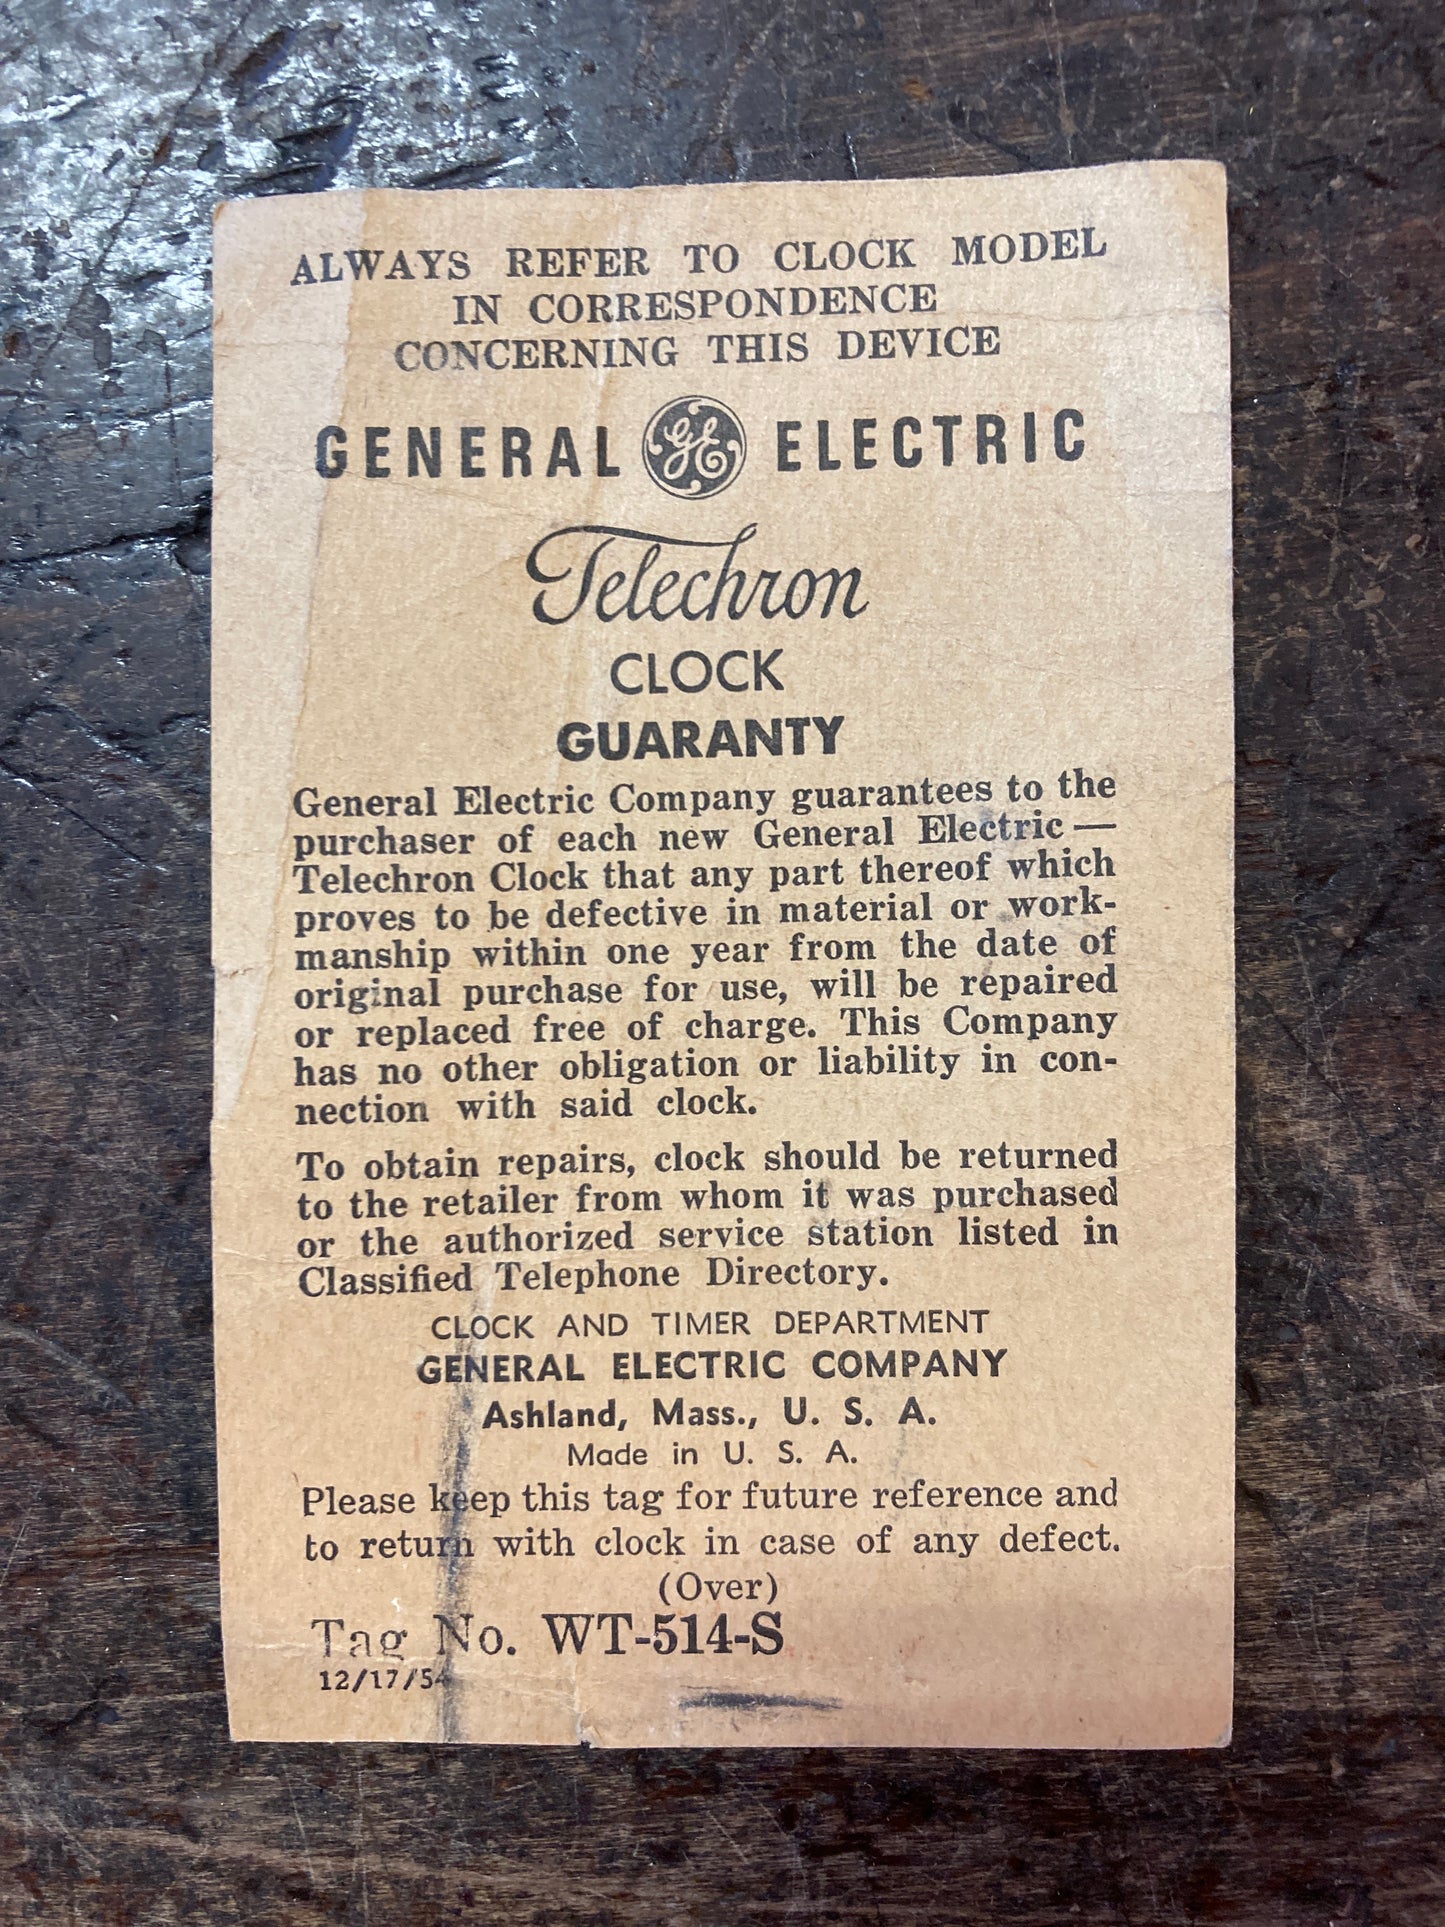 ALWAYS REFER TO CLOCK MODEL
IN CORRESPONDENCE
CONCERNING THIS DEVICE
GENERAL GE ELECTRIC
Telechron
CLOCK
GUARANTY
General Electric Company guarantees to the
purchaser of each new General Electric —
Telechron Clock that any part thereof which
proves to be defective in material or work-
manship within one year from the date of
original purchase for use, will be repaired
or replaced free of charge. This Company
has no other obligation or liability in con-
nection with said clock.
To obtain repairs, clock should be returned
to the retailer from whom it was purchased
or the authorized service station listed in
Classified Telephone Directory.
CLOCK AND TIMER DEPARTMENT
GENERAL ELECTRIC COMPANY
Ashland, Mass., U. S. A.
Made in U. S. A.
Please keep this tag for future reference and
to return with clock in case of any defect.
(Over)
Tag No. WT-514-S
12/17/54